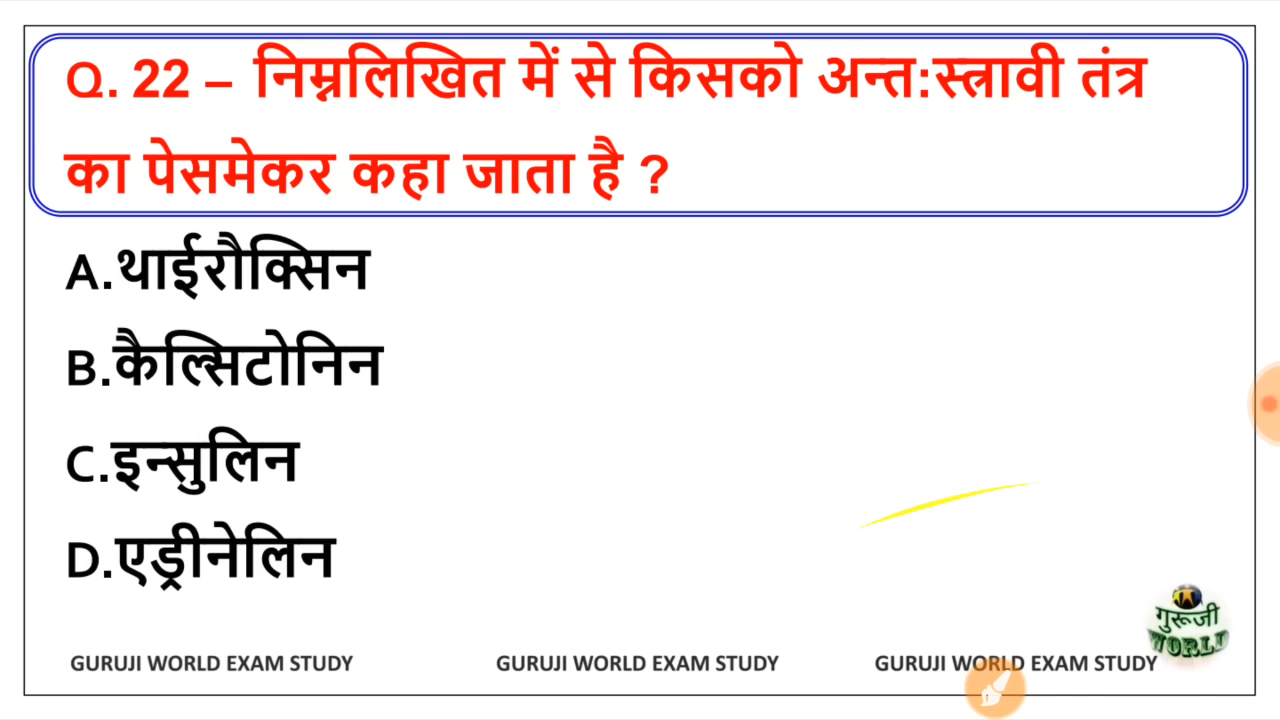 Q. 22 – निम्नलिखित में से किसको अन्त:स्त्रावी तंत्र
का पेसमेकर कहा जाता है ?
A.थाईरौक्सिन
B.कैल्सिटोनिन
C.इन्सुलिन
D.एड्रीनेलिन
गुरूजी
WORLD
GURUJI WORLD EXAM STUDY GURUJI WORLD EXAM STUDY GURUJI WORLD EXAM STUDY